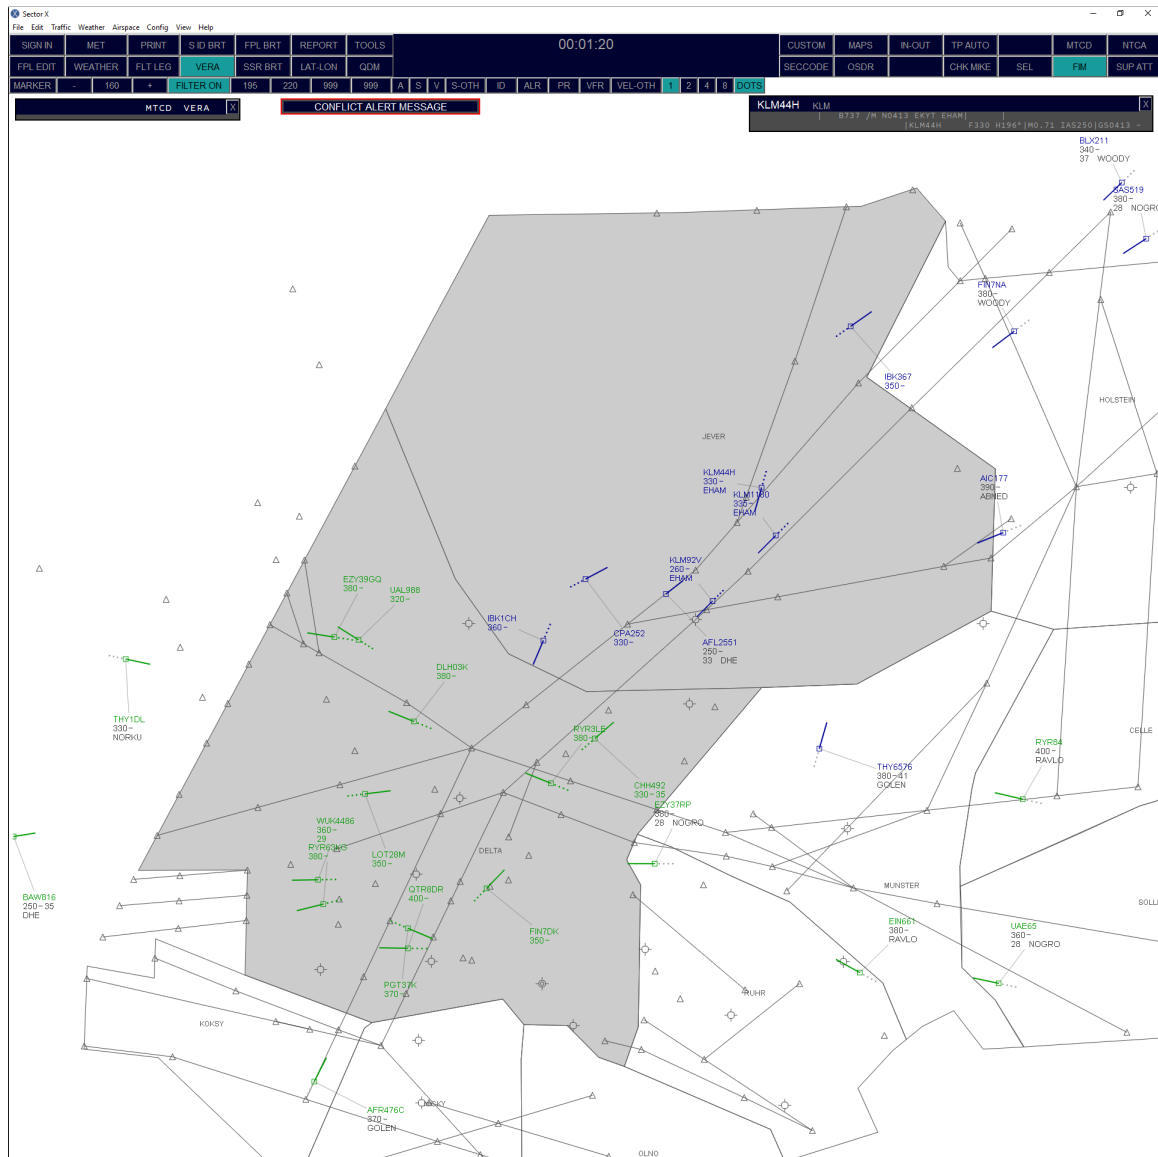 Sector X
File Edit Traffic Weather Airspace Config View Help
SIGN IN MET PRINT S ID BRT FPL BRT REPORT TOOLS 00:01:20 CUSTOM MAPS IN-OUT TP AUTO MTCD NTCA
FPL EDIT WEATHER FLT LEG VERA SSR BRT LAT-LON QDM SECCODE OSDR CHK MIKE SEL FIM SUP ATT
MARKER - 160 + FILTER ON 195 220 999 999 A S V S-OTH ID ALR PR VFR VEL-OTH 1 2 4 8 DOTS
MTCD VERA X
CONFLICT ALERT MESSAGE
KLM44H KLM X
| B737 /M N0413 EKYT EHAM| |
|KLM44H F330 H196°|M0.71 IAS250|GS0413 -
BLX211
340-
37 WOODY
SAS519
380-
28 NOGRO
FIN7NA
380-
WOODY
IBK367
350-
HOLSTEIN
JEVER
KLM44H
330-
EHAM
KLM1180
335-
EHAM
AIC177
390-
ABNED
KLM92V
260-
EHAM
EZY39GQ
380-
UAL988
320-
IBK1CH
360-
CPA252
330-
AFL2551
250-
33 DHE
DLH03K
380-
THY1DL
330-
NORKU
RYR3LE
380-
CELLE
RYR84
400-
RAVLO
THY6576
380-41
GOLEN
CHH492
330-35
EZY37RP
380-
28 NOGRO
WUK4486
360-
29
RYR63KG
380-
LOT28M
350-
DELTA
QTR8DR
400-
MUNSTER
BAW816
250-35
DHE
SOLL
EIN661
380-
RAVLO
UAE65
360-
28 NOGRO
FIN7DK
350-
PGT37K
370-
RUHR
KOKSY
AFR476C
370-
GOLEN
OLNO